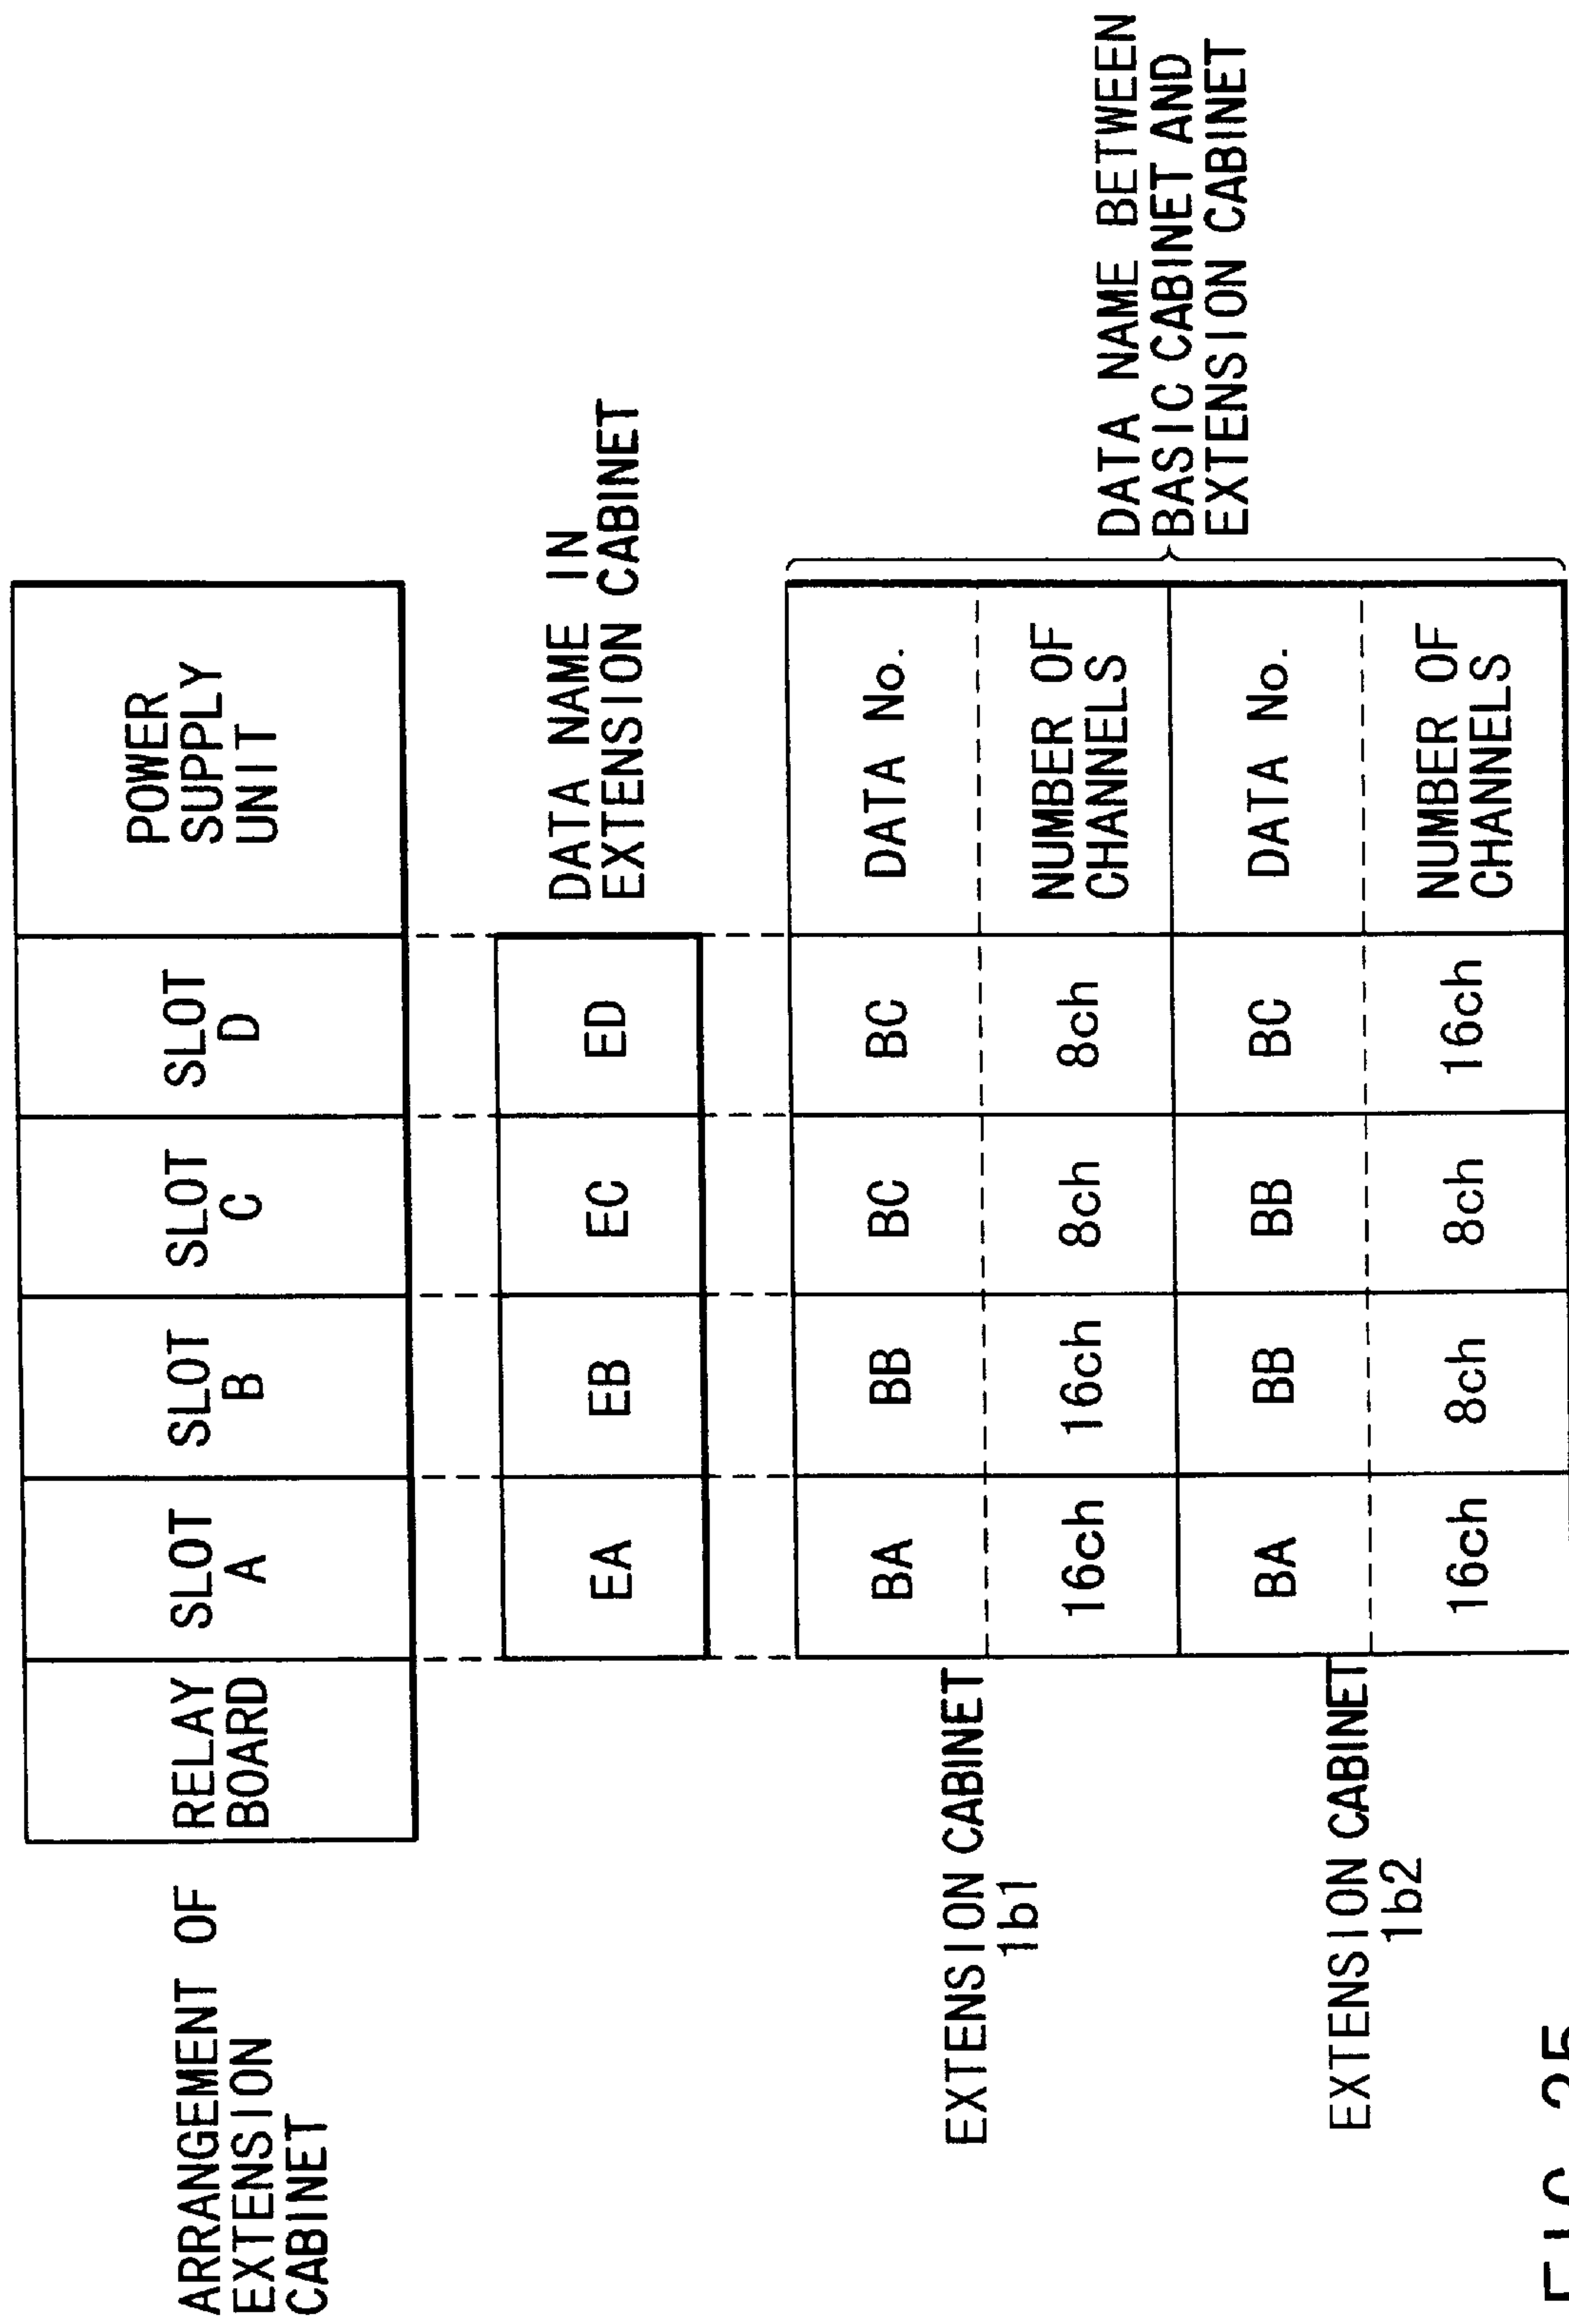 ARRANGEMENT OF
EXTENSION
CABINET
RELAY
BOARD
SLOT
A
SLOT
B
SLOT
C
SLOT
D
POWER
SUPPLY
UNIT
EA
EB
EC
ED
DATA NAME IN
EXTENSION CABINET
EXTENSION CABINET
1b1
BA
BB
BC
BC
DATA No.
16ch
16ch
8ch
8ch
NUMBER OF
CHANNELS
EXTENSION CABINET
1b2
BA
BB
BB
BC
DATA No.
16ch
8ch
8ch
16ch
NUMBER OF
CHANNELS
DATA NAME BETWEEN
BASIC CABINET AND
EXTENSION CABINET